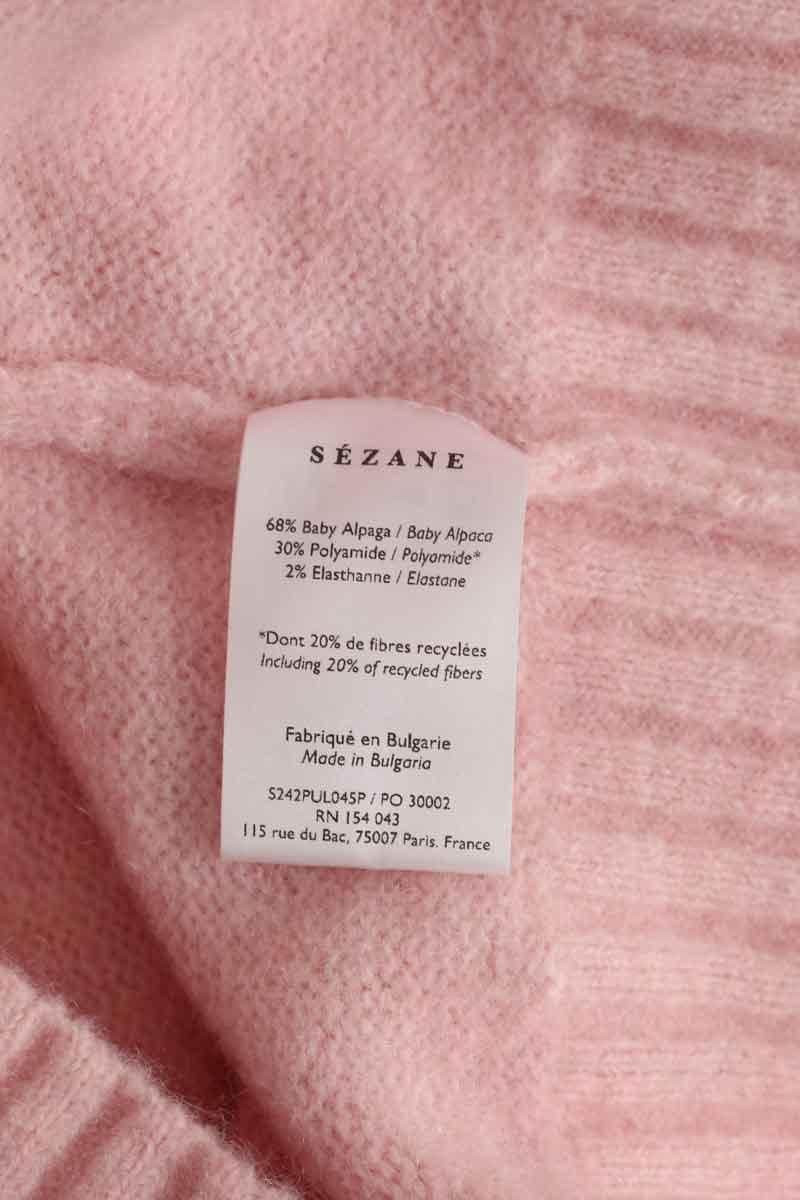 SÉZANE
68% Baby Alpaga / Baby Alpaca
30% Polyamide / Polyamide*
2% Elasthanne / Elastane
*Dont 20% de fibres recyclées
Including 20% of recycled fibers
Fabriqué en Bulgarie
Made in Bulgaria
S242PUL045P / PO 30002
RN 154 043
115 rue du Bac, 75007 Paris. France